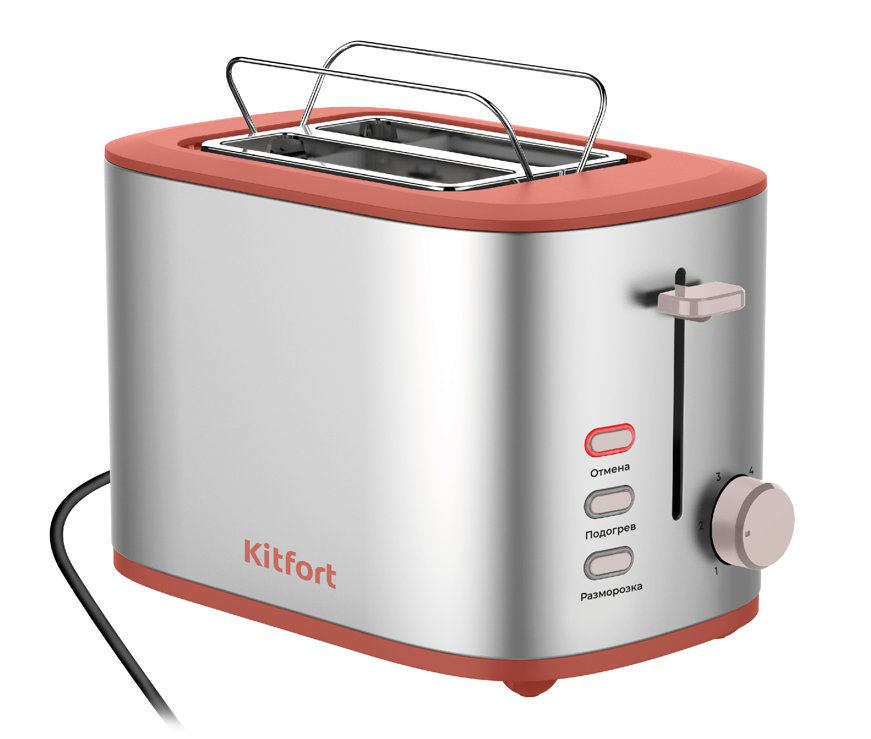 Kitfort
Отмена
Подогрев
Разморозка
4
3
2
1